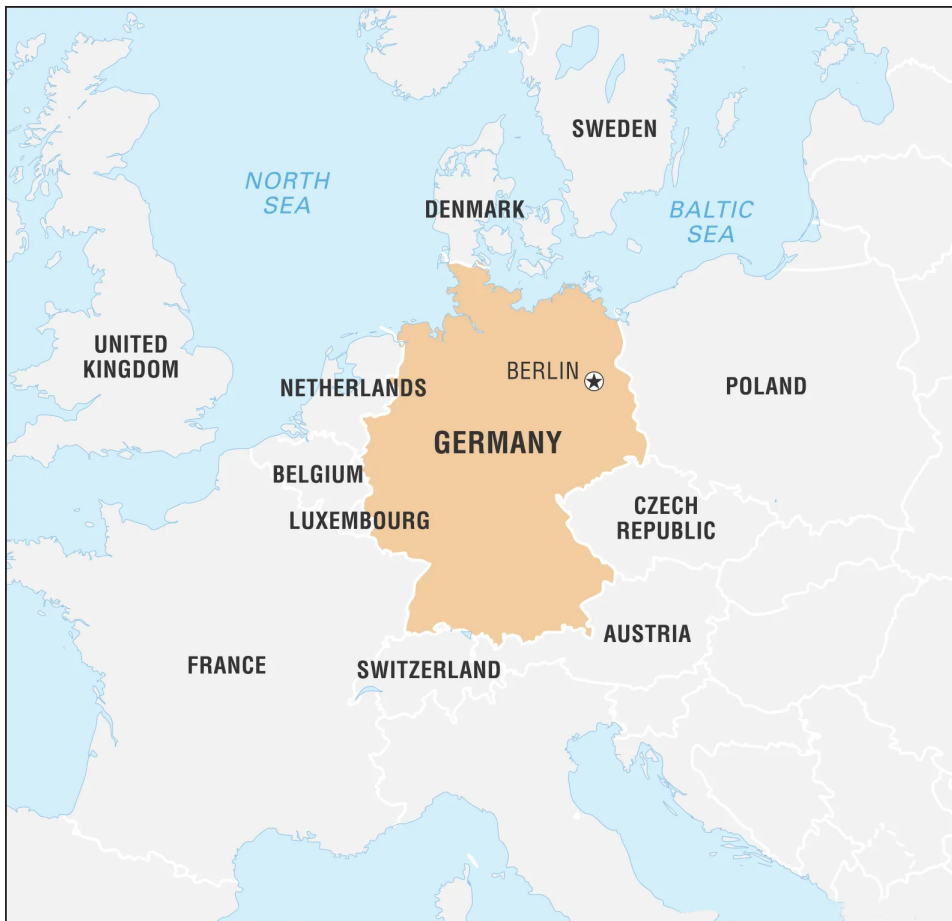 SWEDEN
NORTH
SEA
DENMARK
BALTIC
SEA
UNITED
KINGDOM
BERLIN
NETHERLANDS
POLAND
GERMANY
BELGIUM
CZECH
REPUBLIC
LUXEMBOURG
AUSTRIA
FRANCE
SWITZERLAND